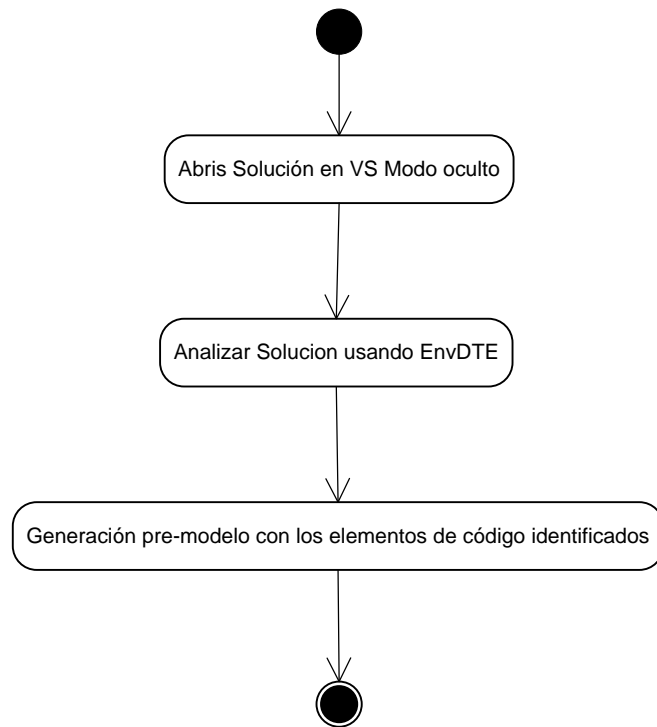 Abris Solución en VS Modo oculto
Analizar Solucion usando EnvDTE
Generación pre-modelo con los elementos de código identificados